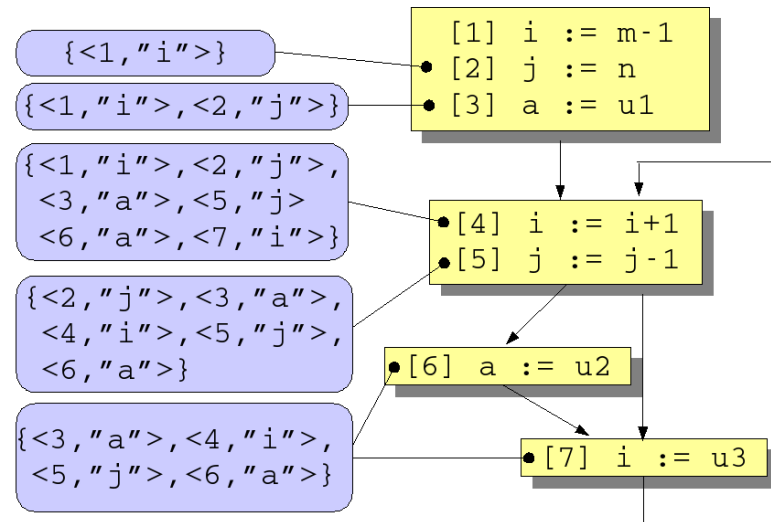 {<1,"i">}
{<1,"i">,<2,"j">}
{<1,"i">,<2,"j">,
<3,"a">,<5,"j>
<6,"a">,<7,"i">}
{<2,"j">,<3,"a">,
<4,"i">,<5,"j">,
<6,"a">}
{<3,"a">,<4,"i">,
<5,"j">,<6,"a">}
[1] i := m-1
[2] j := n
[3] a := u1
[4] i := i+1
[5] j := j-1
[6] a := u2
[7] i := u3